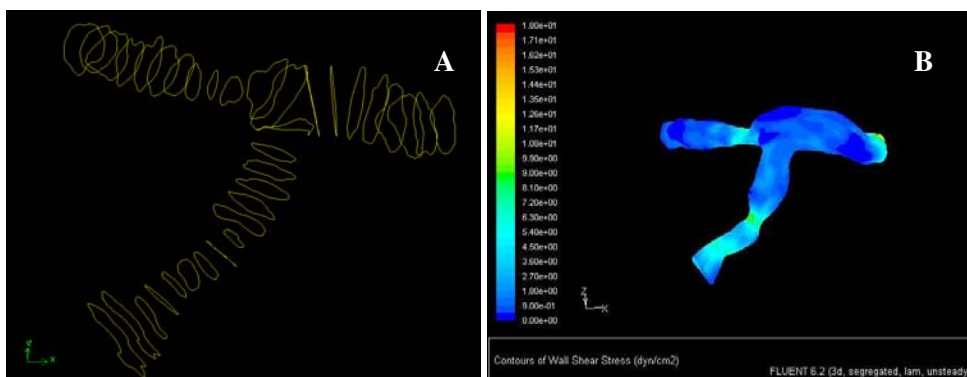 A
Y
X
B
1.80e+01
1.71e+01
1.62e+01
1.53e+01
1.44e+01
1.35e+01
1.26e+01
1.17e+01
1.08e+01
9.90e+00
9.00e+00
8.10e+00
7.20e+00
6.30e+00
5.40e+00
4.50e+00
3.60e+00
2.70e+00
1.80e+00
9.00e-01
0.00e+00
Z
X
Contours of Wall Shear Stress (dyn/cm2)
FLUENT 6.2 (3d, segregated, lam, unsteady